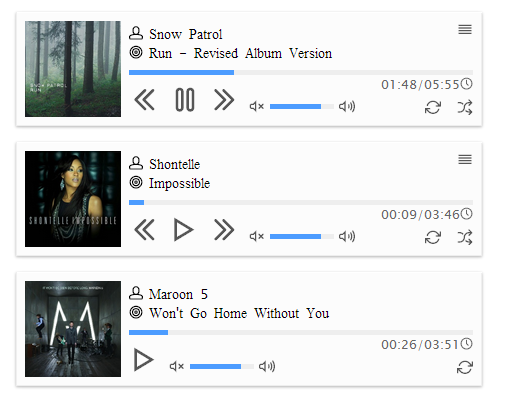 Snow Patrol
Run - Revised Album Version
SNOW PATROL
RUN
01:48/05:55
Shontelle
Impossible
SHONTELLE IMPOSSIBLE
00:09/03:46
Maroon 5
Won't Go Home Without You
00:26/03:51